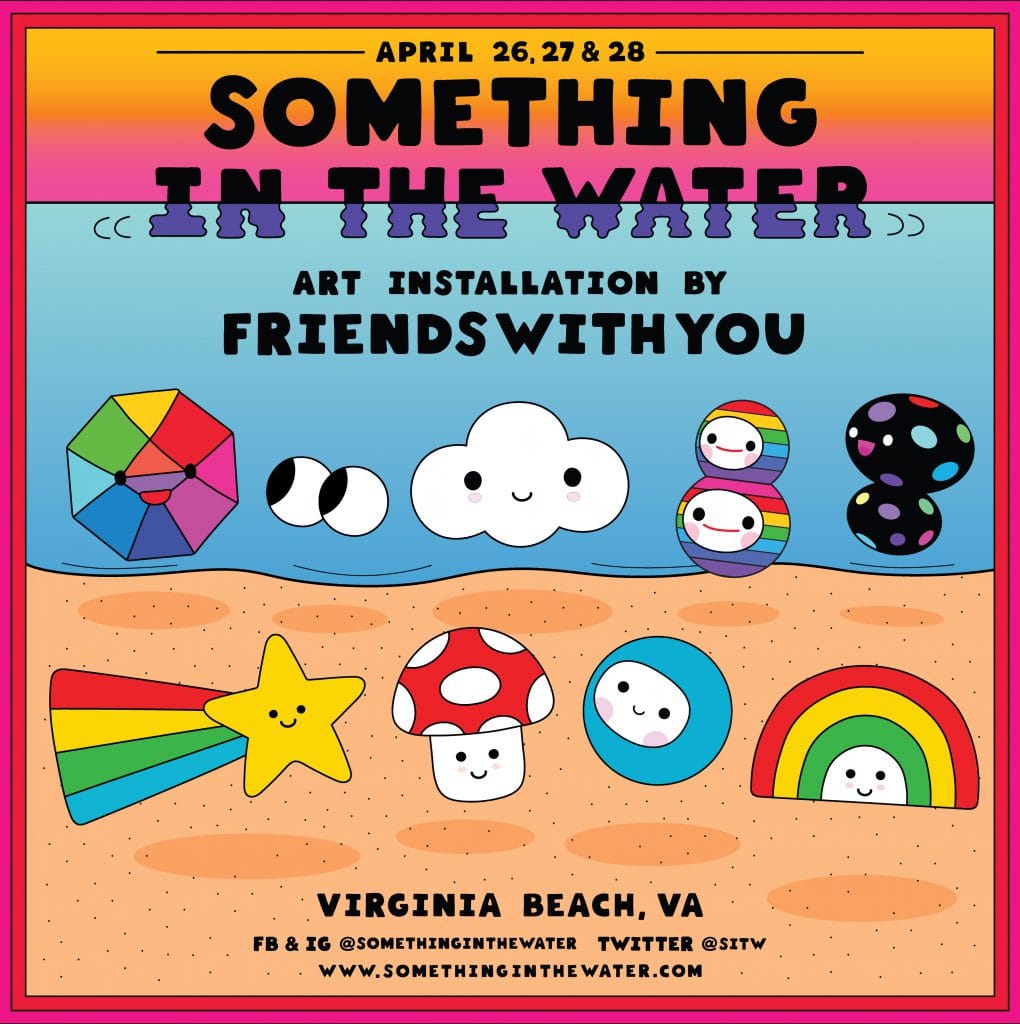 APRIL 26, 27 & 28
SOMETHING
IN THE WATER
ART INSTALLATION BY
FRIENDSWITHYOU
VIRGINIA BEACH, VA
FB & IG @SOMETHINGINTHEWATER TWITTER @SITW
WWW.SOMETHINGINTHEWATER.COM